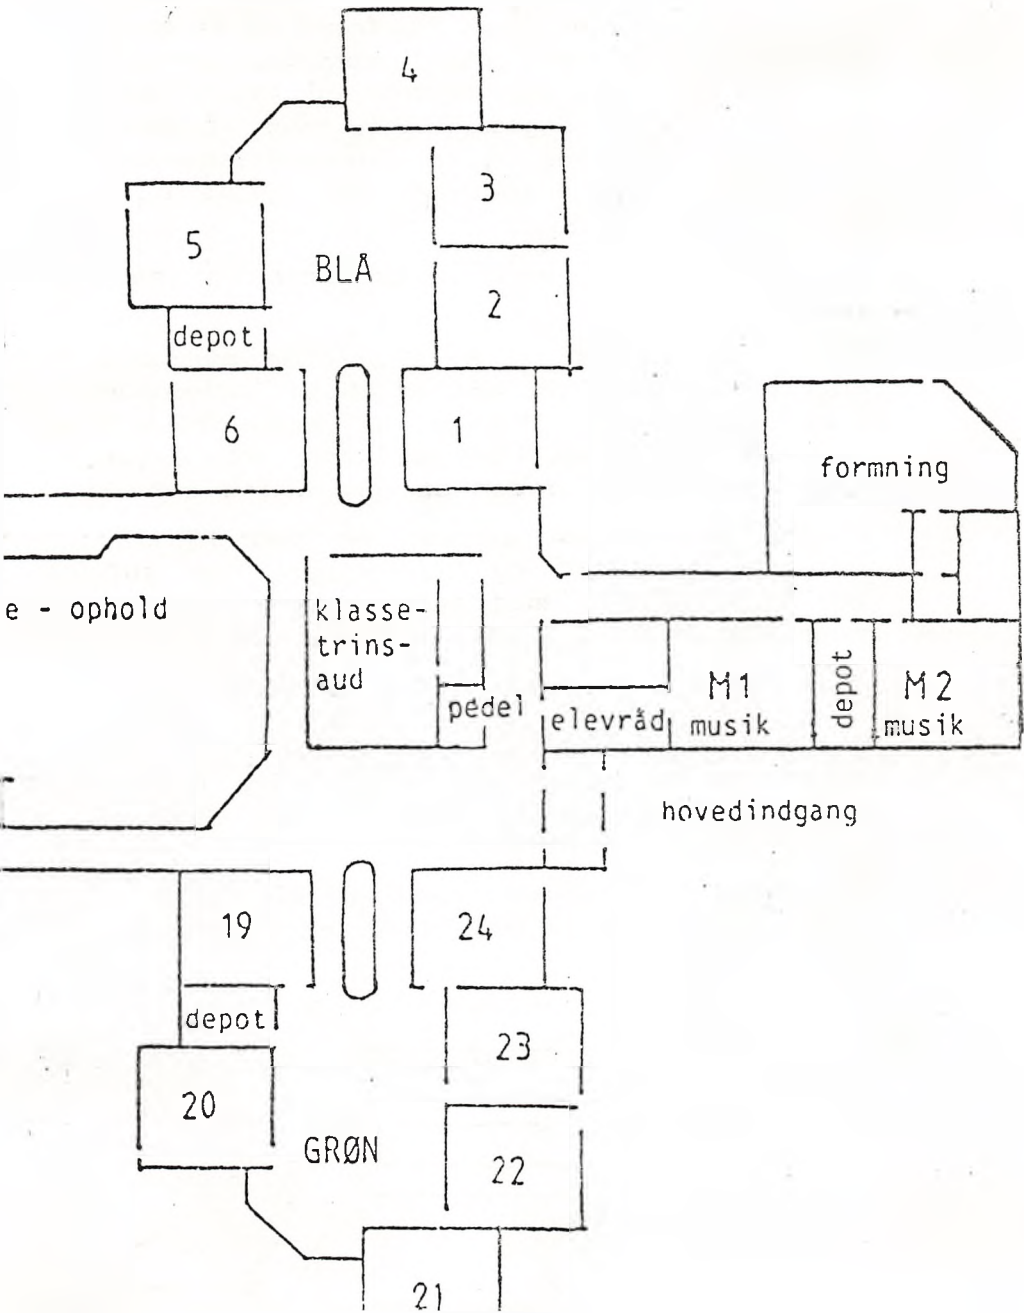 4
3
5
BLÅ
2
depot
6
1
formning
e - ophold
klasse-
trins-
aud
pedel
elevråd
M1
musik
depot
M2
musik
hovedindgang
19
24
depot
23
20
GRØN
22
21